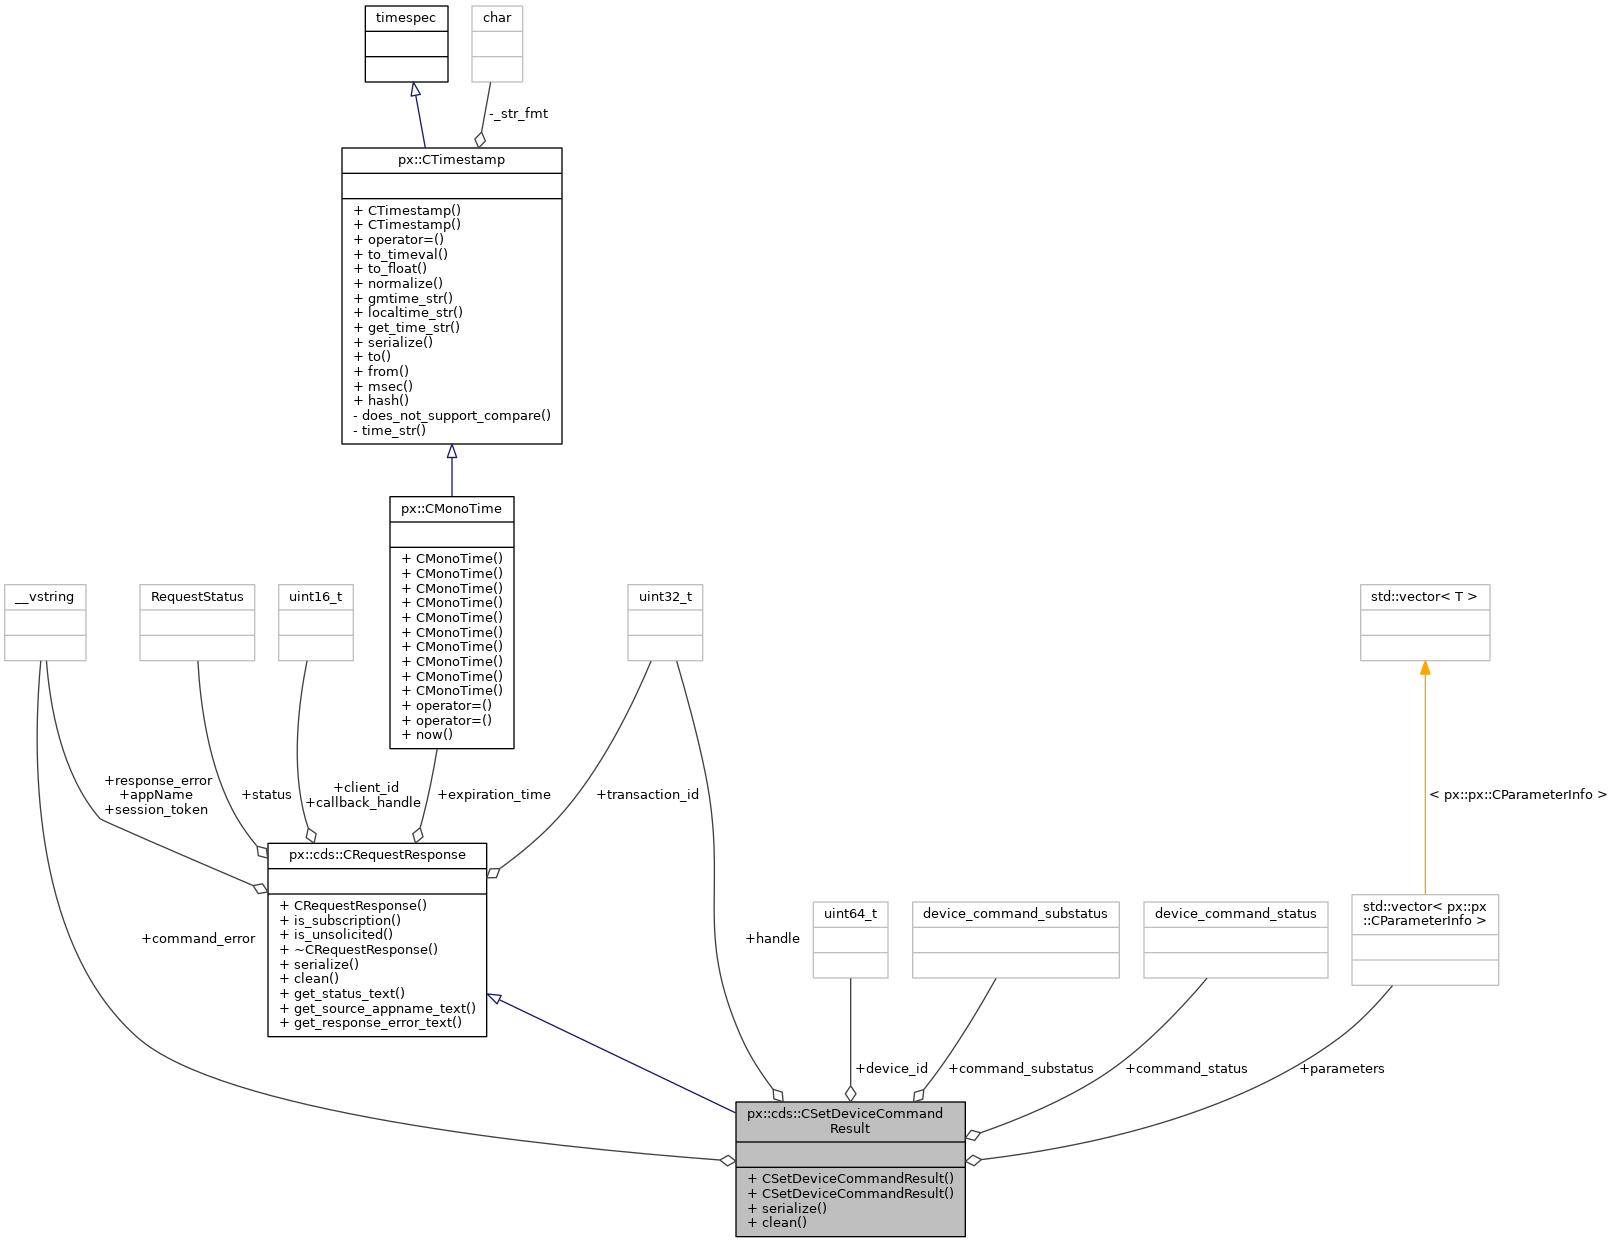 timespec
char
-_str_fmt
px::CTimestamp
+ CTimestamp()
+ CTimestamp()
+ operator=()
+ to_timeval()
+ to_float()
+ normalize()
+ gmtime_str()
+ localtime_str()
+ get_time_str()
+ serialize()
+ to()
+ from()
+ msec()
+ hash()
- does_not_support_compare()
- time_str()
px::CMonoTime
+ CMonoTime()
+ CMonoTime()
+ CMonoTime()
+ CMonoTime()
+ CMonoTime()
+ CMonoTime()
+ CMonoTime()
+ CMonoTime()
+ CMonoTime()
+ CMonoTime()
+ operator=()
+ operator=()
+ now()
__vstring
RequestStatus
uint16_t
uint32_t
std::vector< T >
+response_error
+appName
+session_token
+status
+client_id
+callback_handle
+expiration_time
+transaction_id
< px::px::CParameterInfo >
px::cds::CRequestResponse
+ CRequestResponse()
+ is_subscription()
+ is_unsolicited()
+ ~CRequestResponse()
+ serialize()
+ clean()
+ get_status_text()
+ get_source_appname_text()
+ get_response_error_text()
+command_error
+handle
uint64_t
device_command_substatus
device_command_status
std::vector< px::px
::CParameterInfo >
+device_id
+command_substatus
+command_status
+parameters
px::cds::CSetDeviceCommand
Result
+ CSetDeviceCommandResult()
+ CSetDeviceCommandResult()
+ serialize()
+ clean()